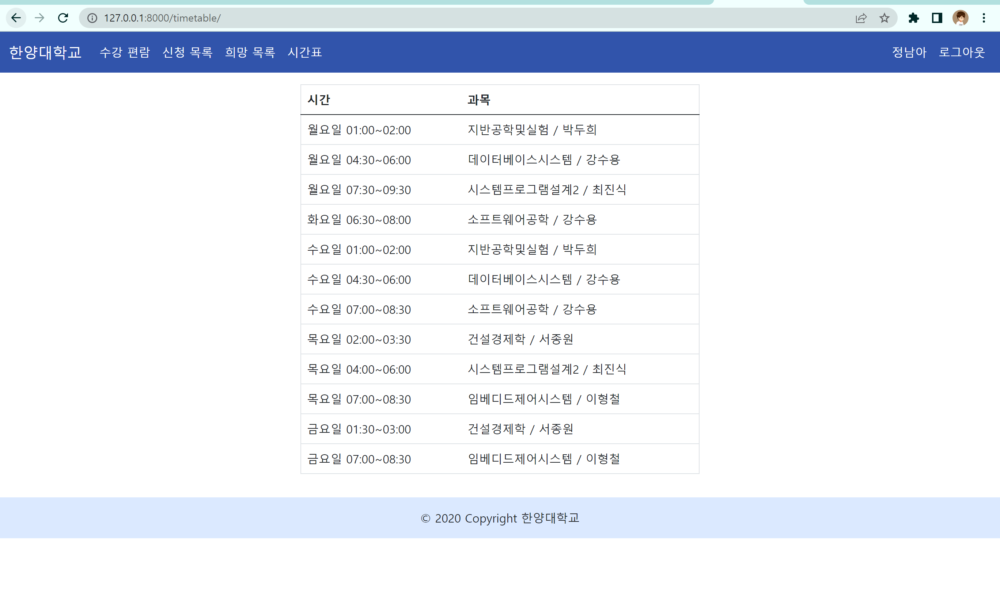 127.0.0.1:8000/timetable/
한양대학교 수강 편람 신청 목록 희망 목록 시간표 정남아 로그아웃
시간 과목
월요일 01:00~02:00 지반공학및실험 / 박두희
월요일 04:30~06:00 데이터베이스시스템 / 강수용
월요일 07:30~09:30 시스템프로그램설계2 / 최진식
화요일 06:30~08:00 소프트웨어공학 / 강수용
수요일 01:00~02:00 지반공학및실험 / 박두희
수요일 04:30~06:00 데이터베이스시스템 / 강수용
수요일 07:00~08:30 소프트웨어공학 / 강수용
목요일 02:00~03:30 건설경제학 / 서종원
목요일 04:00~06:00 시스템프로그램설계2 / 최진식
목요일 07:00~08:30 임베디드제어시스템 / 이형철
금요일 01:30~03:00 건설경제학 / 서종원
금요일 07:00~08:30 임베디드제어시스템 / 이형철
© 2020 Copyright 한양대학교